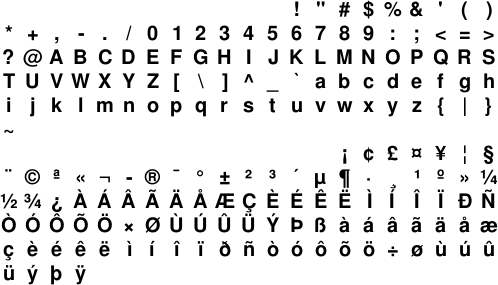 ! " # $ % & ' ( )
* + , - . / 0 1 2 3 4 5 6 7 8 9 : ; < = >
? @ A B C D E F G H I J K L M N O P Q R S
T U V W X Y Z [ \ ] ^ _ ` a b c d e f g h
i j k l m n o p q r s t u v w x y z { | }
~
¡ ¢ £ ¤ ¥ ¦ §
¨ © ª « ¬ - ® ¯ ° ± ² ³ ´ µ ¶ · ¸ ¹ º » ¼
½ ¾ ¿ À Á Â Ã Ä Å Æ Ç È É Ê Ë Ì Í Î Ï Ð Ñ
Ò Ó Ô Õ Ö × Ø Ù Ú Û Ü Ý Þ ß à á â ã ä å æ
ç è é ê ë ì í î ï ð ñ ò ó ô õ ö ÷ ø ù ú û
ü ý þ ÿ